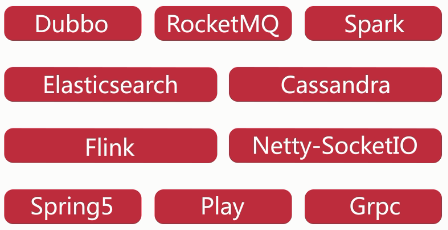 Dubbo RocketMQ Spark
Elasticsearch Cassandra
Flink Netty-SocketIO
Spring5 Play Grpc